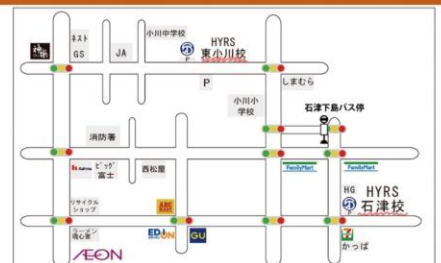 ネスト
GS
JA
小川中学校
P
HYRS
東小川校
P
しまむら
小川小
学校
石津下島バス停
消防署
ビッグ
富士
西松屋
FamilyMart
FamilyMart
HG
HYRS
石津校
P
リサイクル
ショップ
ラーメン
魂心家
ABC
EDION
GU
AEON
7
かっぱ